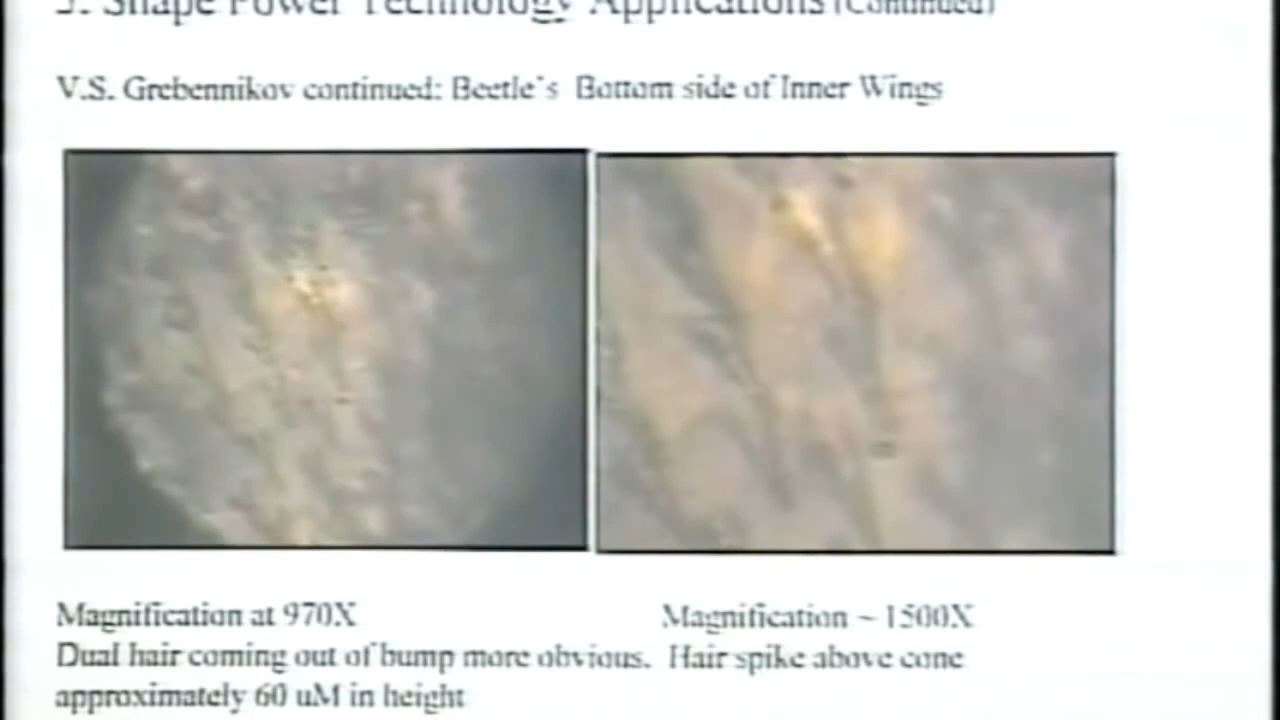 5. Shape Power Technology Applications (Continued)
V.S. Grebennikov continued: Beetle's Bottom side of Inner Wings
Magnification at 970X
Magnification ~ 1500X
Dual hair coming out of bump more obvious. Hair spike above cone
approximately 60 uM in height